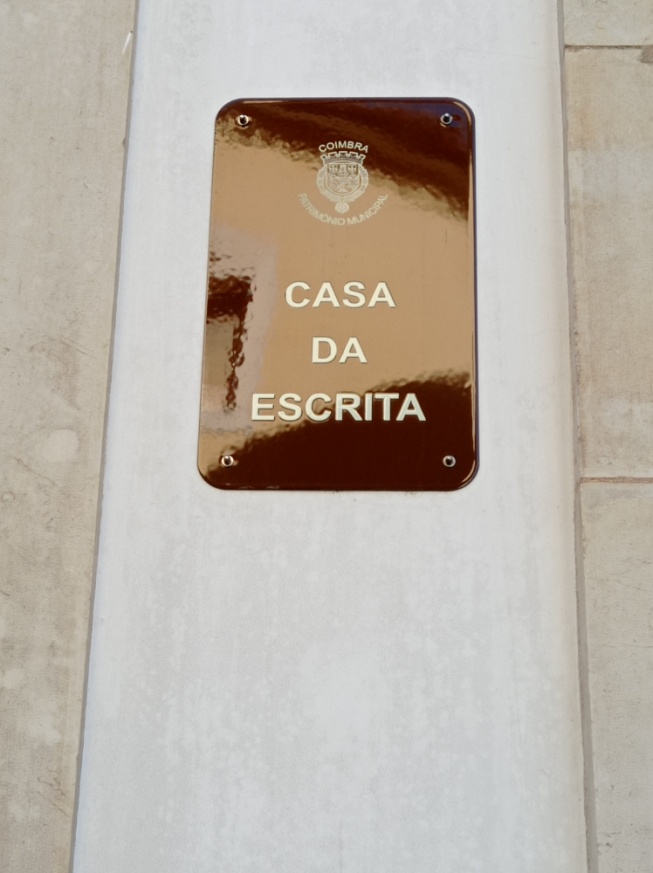 COIMBRA
PATRIMÓNIO MUNICIPAL
CASA
DA
ESCRITA